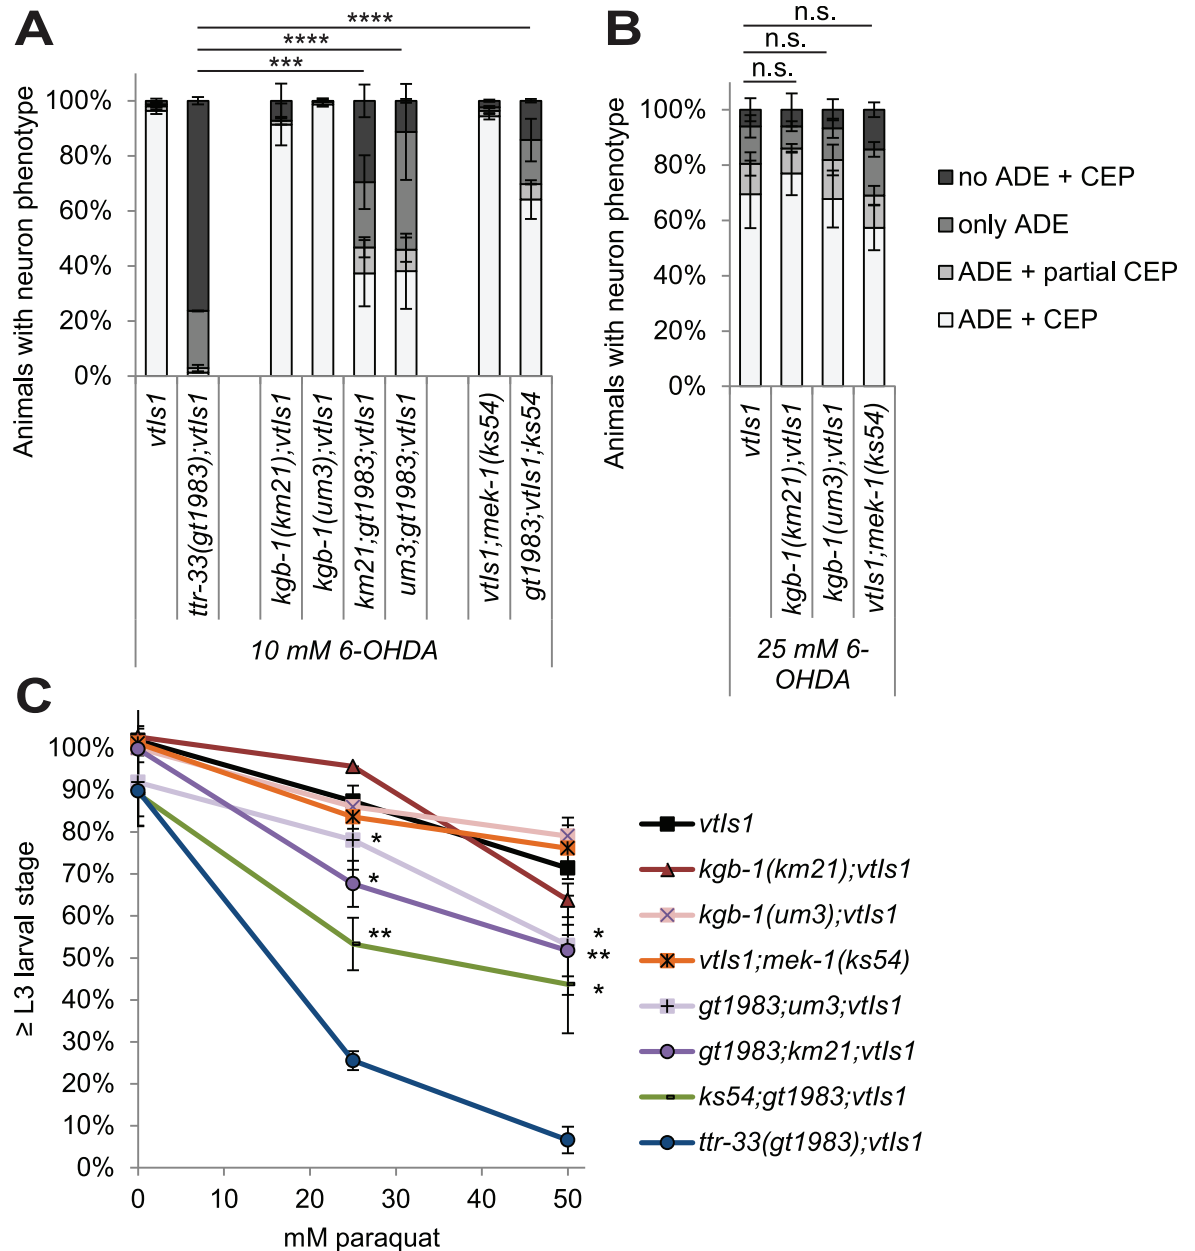 A
****
****
***
Animals with neuron phenotype
100%
80%
60%
40%
20%
0%
vtIs1
ttr-33(gt1983);vtIs1
kgb-1(km21);vtIs1
kgb-1(um3);vtIs1
km21;gt1983;vtIs1
um3;gt1983;vtIs1
vtIs1;mek-1(ks54)
gt1983;vtIs1;ks54
10 mM 6-OHDA
B
n.s.
n.s.
n.s.
Animals with neuron phenotype
100%
80%
60%
40%
20%
0%
vtIs1
kgb-1(km21);vtIs1
kgb-1(um3);vtIs1
vtIs1;mek-1(ks54)
25 mM 6-
OHDA
no ADE + CEP
only ADE
ADE + partial CEP
ADE + CEP
C
≥ L3 larval stage
100%
90%
80%
70%
60%
50%
40%
30%
20%
10%
0%
*
*
**
*
**
*
0
10
20
30
40
50
mM paraquat
vtIs1
kgb-1(km21);vtIs1
kgb-1(um3);vtIs1
vtIs1;mek-1(ks54)
gt1983;um3;vtIs1
gt1983;km21;vtIs1
ks54;gt1983;vtIs1
ttr-33(gt1983);vtIs1